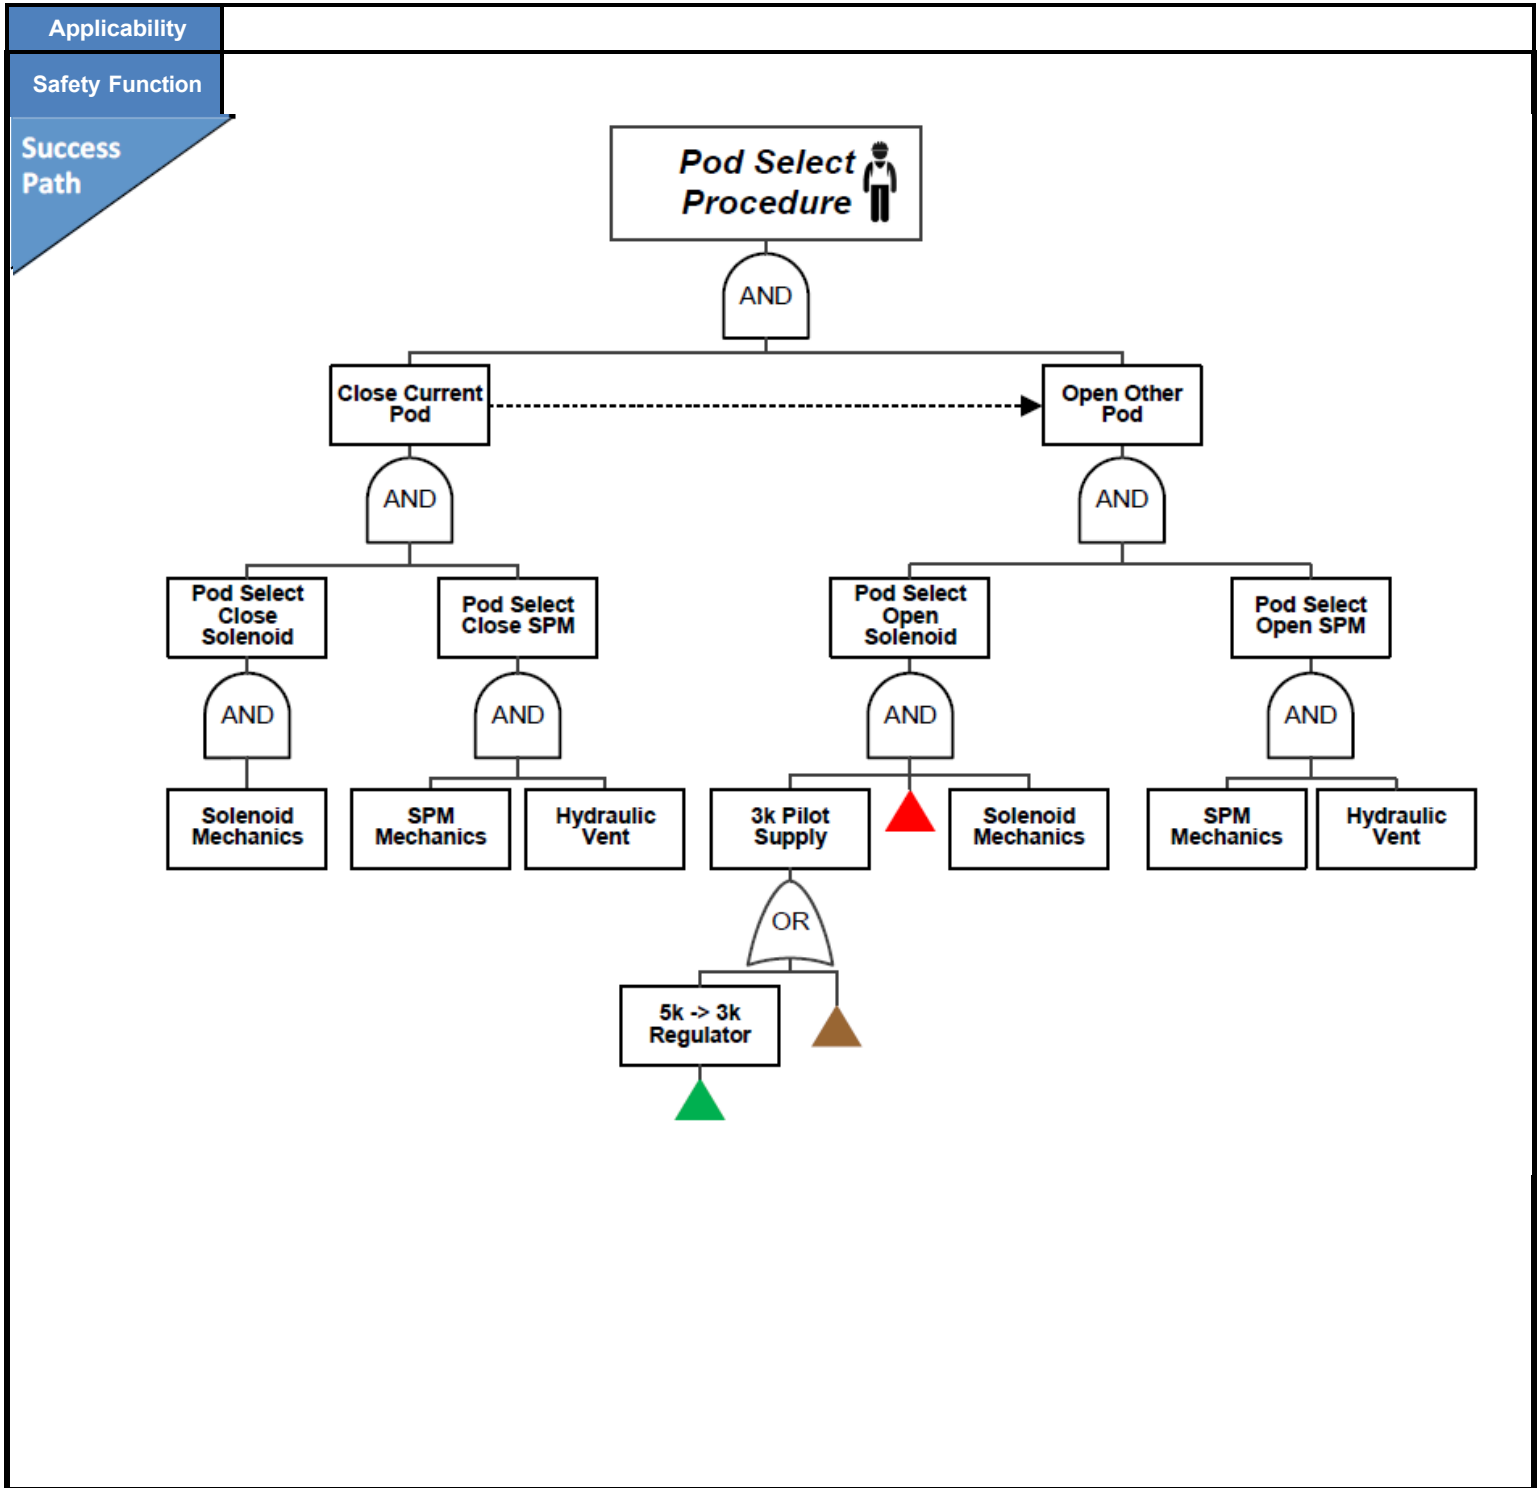 Applicability
Safety Function
Success
Path
Pod Select
Procedure
AND
Close Current
Pod
Open Other
Pod
AND
AND
Pod Select
Close
Solenoid
Pod Select
Close SPM
Pod Select
Open
Solenoid
Pod Select
Open SPM
AND
AND
AND
AND
Solenoid
Mechanics
SPM
Mechanics
Hydraulic
Vent
3k Pilot
Supply
Solenoid
Mechanics
SPM
Mechanics
Hydraulic
Vent
OR
5k -> 3k
Regulator